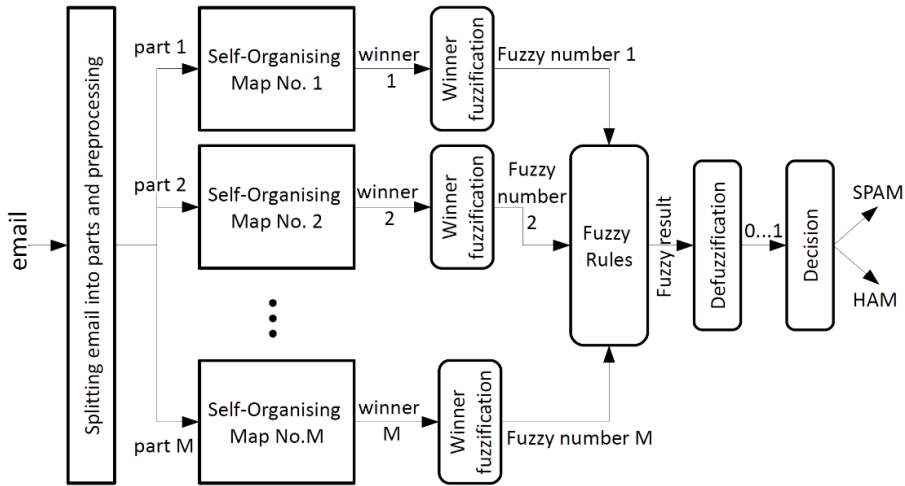 email
Splitting email into parts and preprocessing
part 1
Self-Organising
Map No. 1
winner
1
Winner
fuzzification
Fuzzy number 1
part 2
Self-Organising
Map No. 2
winner
2
Winner
fuzzification
Fuzzy
number
2
part M
Self-Organising
Map No.M
winner
M
Winner
fuzzification
Fuzzy number M
Fuzzy
Rules
Fuzzy result
Defuzzification
0...1
Decision
SPAM
HAM